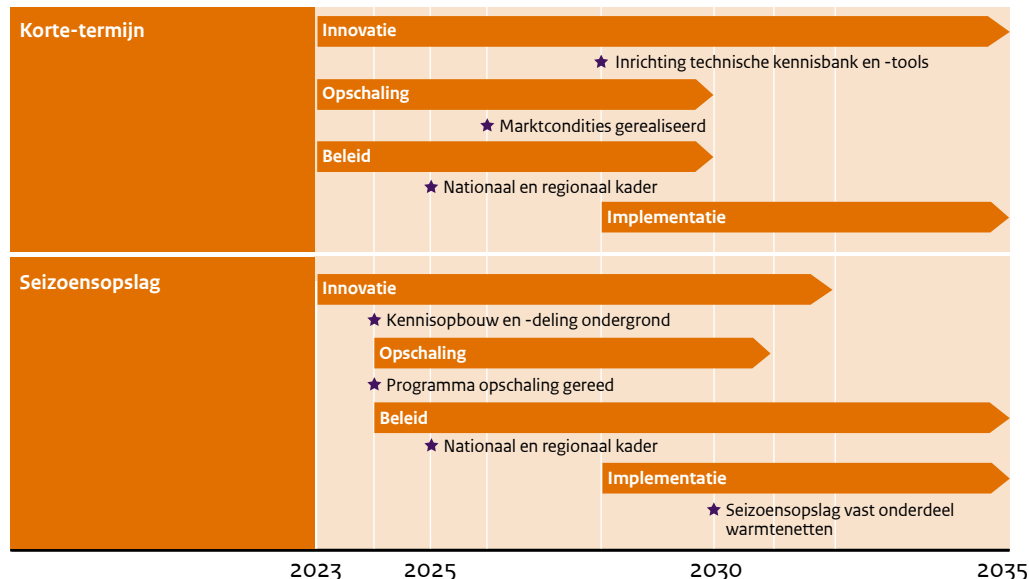 Korte-termijn
Innovatie
Inrichting technische kennisbank en -tools
Opschaling
Marktcondities gerealiseerd
Beleid
Nationaal en regionaal kader
Implementatie
Seizoensopslag
Innovatie
Kennisopbouw en -deling ondergrond
Opschaling
Programma opschaling gereed
Beleid
Nationaal en regionaal kader
Implementatie
Seizoensopslag vast onderdeel
warmtenetten
2023 2025 2030 2035